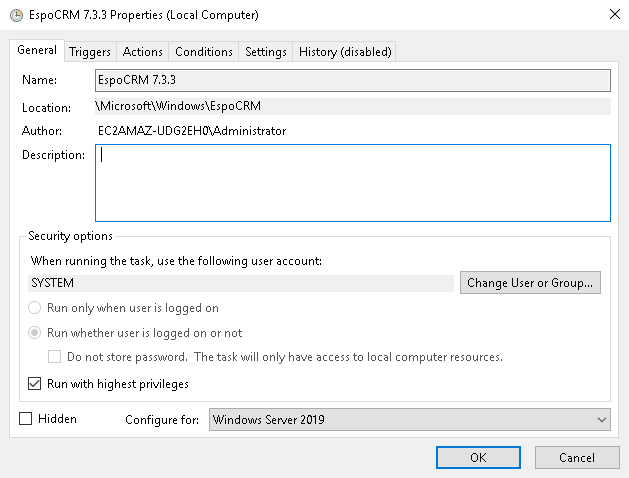 EspoCRM 7.3.3 Properties (Local Computer)
General Triggers Actions Conditions Settings History (disabled)
Name: EspoCRM 7.3.3
Location: \Microsoft\Windows\EspoCRM
Author: EC2AMAZ-UDG2EH0\Administrator
Description:
Security options
When running the task, use the following user account:
SYSTEM Change User or Group...
Run only when user is logged on
Run whether user is logged on or not
Do not store password. The task will only have access to local computer resources.
Run with highest privileges
Hidden Configure for: Windows Server 2019
OK Cancel